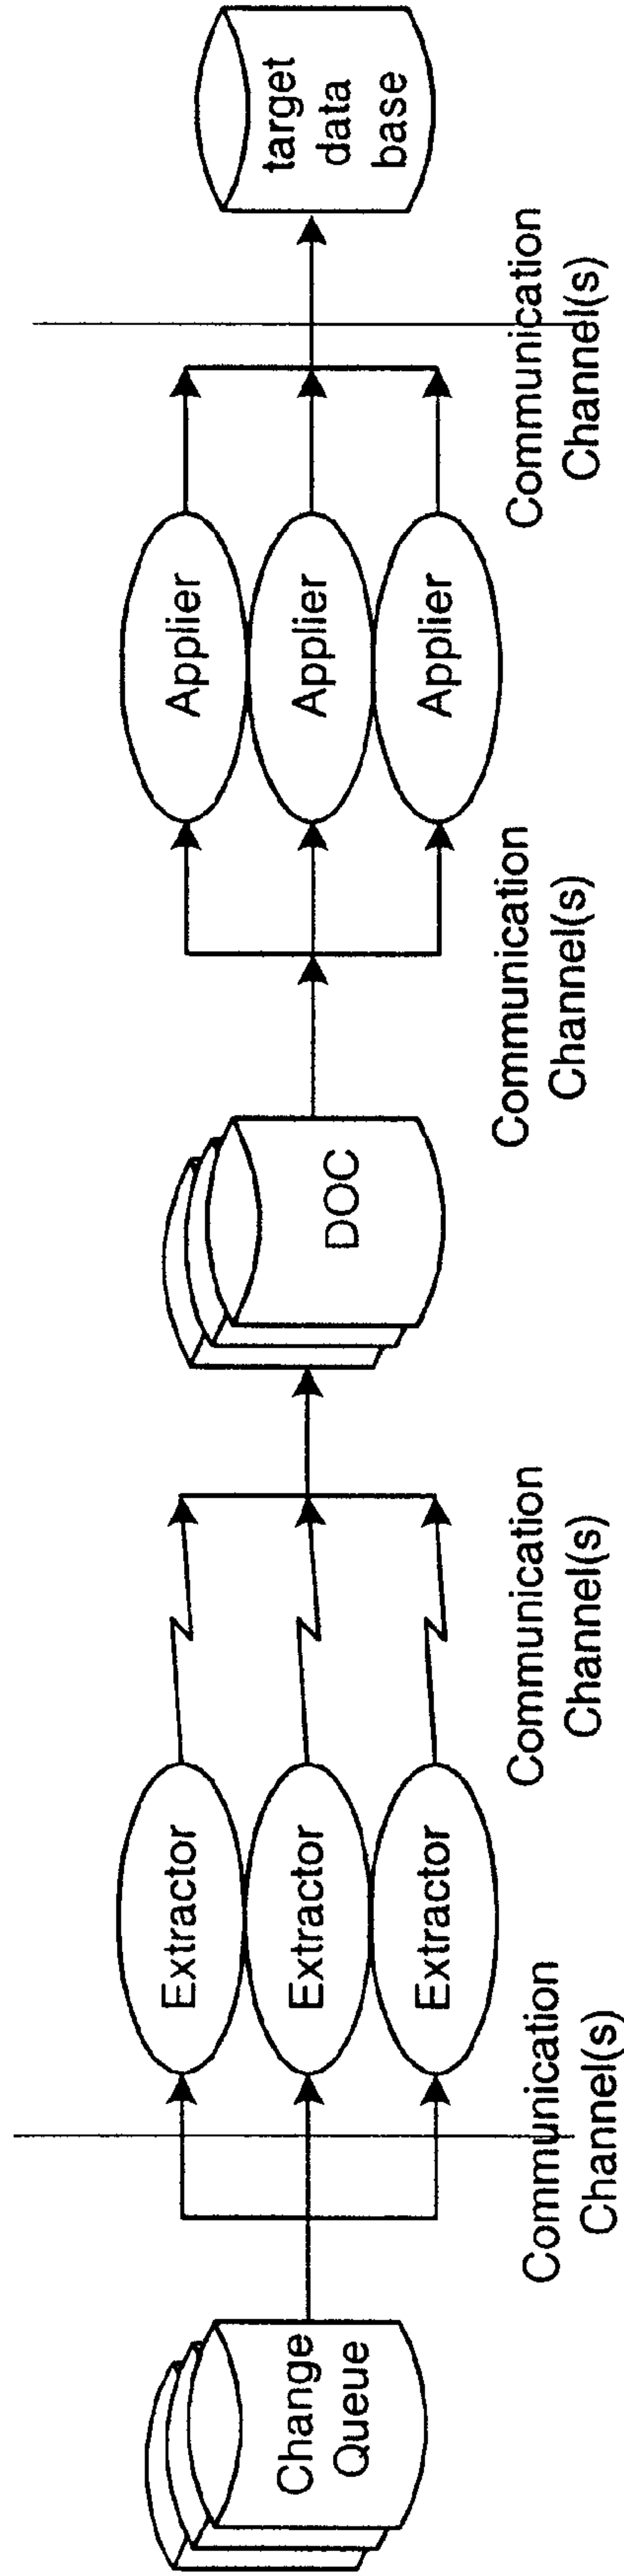 Change
Queue
Communication
Channel(s)
Extractor
Extractor
Extractor
Communication
Channel(s)
DOC
Communication
Channel(s)
Applier
Applier
Applier
Communication
Channel(s)
target
data
base